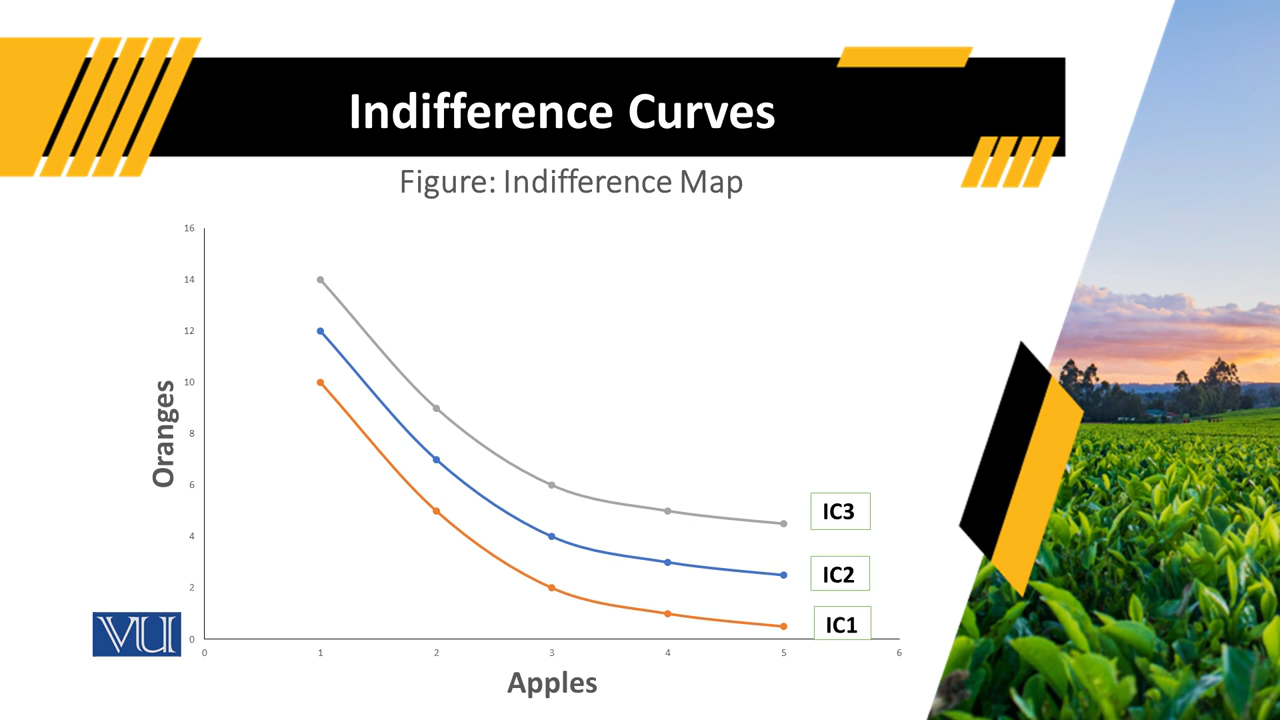 Indifference Curves
Figure: Indifference Map
16
14
12
10
8
6
4
2
0
Oranges
IC3
IC2
IC1
VU
0 1 2 3 4 5 6
Apples